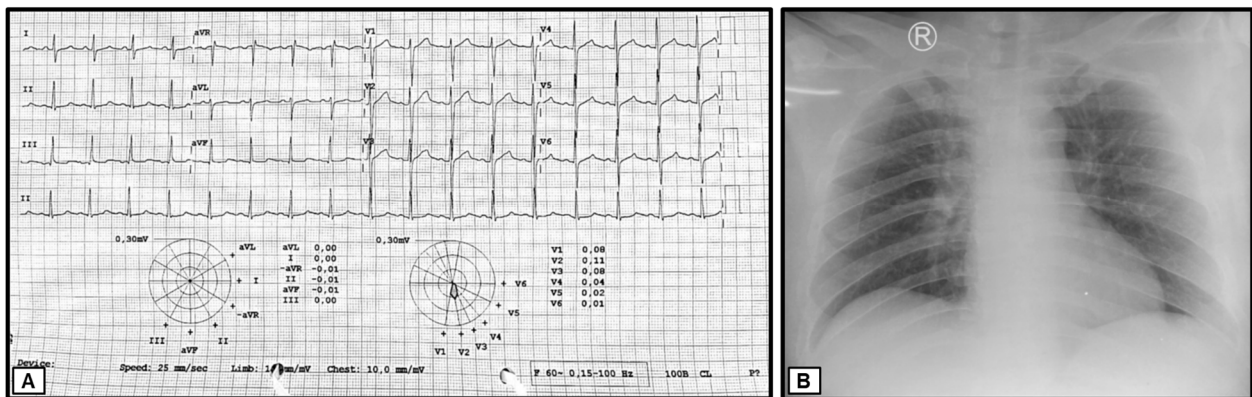 I aVR V1 V4
II aVL V2 V5
III aVF V3 V6
II
0,30mV
aVL
I
-aVR
II
aVF
III
aVL 0,00
I 0,00
-aVR -0,01
II -0,01
aVF -0,01
III 0,00
0,30mV
V6
V5
V4
V3
V2
V1
V1 0,08
V2 0,11
V3 0,08
V4 0,04
V5 0,02
V6 0,01
Device: Speed: 25 mm/sec Limb: mm/mV Chest: 10,0 mm/mV F 60~ 0,15-100 Hz 100B CL P?
A
R
B